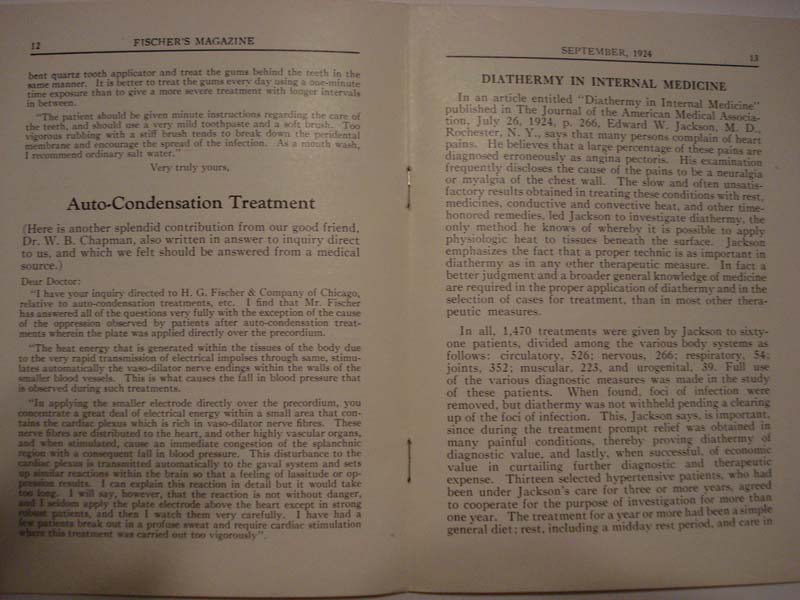 12
FISCHER'S MAGAZINE
bent quartz tooth applicator and treat the gums behind the teeth in the
same manner. It is better to treat the gums every day using a one-minute
time exposure than to give a more severe treatment with longer intervals
in between.
"The patient should be given minute instructions regarding the care of
the teeth, and should use a very mild toothpaste and a soft brush. Too
vigorous rubbing with a stiff brush tends to break down the peridental
membrane and encourage the spread of the infection. As a mouth wash,
I recommend ordinary salt water."
Very truly yours,
Auto-Condensation Treatment
(Here is another splendid contribution from our good friend,
Dr. W. B. Chapman, also written in answer to inquiry direct
to us, and which we felt should be answered from a medical
source.)
Dear Doctor:
"I have your inquiry directed to H. G. Fischer & Company of Chicago,
relative to auto-condensation treatments, etc. I find that Mr. Fischer
has answered all of the questions very fully with the exception of the cause
of the oppression observed by patients after auto-condensation treat-
ments wherein the plate was applied directly over the precordium.
"The heat energy that is generated within the tissues of the body due
to the very rapid transmission of electrical impulses through same, stimu-
lates automatically the vaso-dilator nerve endings within the walls of the
smaller blood vessels. This is what causes the fall in blood pressure that
is observed during such treatments.
"In applying the smaller electrode directly over the precordium, you
concentrate a great deal of electrical energy within a small area that con-
tains the cardiac plexus which is rich in vaso-dilator nerve fibres. These
nerve fibres are distributed to the heart, and other highly vascular organs,
and when stimulated, cause an immediate congestion of the splanchnic
region with a consequent fall in blood pressure. This disturbance to the
cardiac plexus is transmitted automatically to the gaval system and sets
up similar reactions within the brain so that a feeling of lassitude or op-
pression results. I can explain this reaction in detail but it would take
too long. I will say, however, that the reaction is not without danger,
and I seldom apply the plate electrode above the heart except in strong
robust patients, and then I watch them very carefully. I have had a
few patients break out in a profuse sweat and require cardiac stimulation
where this treatment was carried out too vigorously".
SEPTEMBER, 1924
13
DIATHERMY IN INTERNAL MEDICINE
In an article entitled "Diathermy in Internal Medicine"
published in The Journal of the American Medical Associa-
tion, July 26, 1924, p. 266, Edward W. Jackson, M. D.,
Rochester, N. Y., says that many persons complain of heart
pains. He believes that a large percentage of these pains are
diagnosed erroneously as angina pectoris. His examination
frequently discloses the cause of the pains to be a neuralgia
or myalgia of the chest wall. The slow and often unsatis-
factory results obtained in treating these conditions with rest,
medicines, conductive and convective heat, and other time-
honored remedies, led Jackson to investigate diathermy, the
only method he knows of whereby it is possible to apply
physiologic heat to tissues beneath the surface. Jackson
emphasizes the fact that a proper technic is as important in
diathermy as in any other therapeutic measure. In fact a
better judgment and a broader general knowledge of medicine
are required in the proper application of diathermy and in the
selection of cases for treatment, than in most other thera-
peutic measures.
In all, 1,470 treatments were given by Jackson to sixty-
one patients, divided among the various body systems as
follows: circulatory, 526; nervous, 266; respiratory, 54;
joints, 352; muscular, 223, and urogenital, 39. Full use
of the various diagnostic measures was made in the study
of these patients. When found, foci of infection were
removed, but diathermy was not withheld pending a clearing
up of the foci of infection. This, Jackson says, is important,
since during the treatment prompt relief was obtained in
many painful conditions, thereby proving diathermy of
diagnostic value, and lastly, when successful, of economic
value in curtailing further diagnostic and therapeutic
expense. Thirteen selected hypertensive patients, who had
been under Jackson's care for three or more years, agreed
to cooperate for the purpose of investigation for more than
one year. The treatment for a year or more had been a simple
general diet; rest, including a midday rest period, and care in